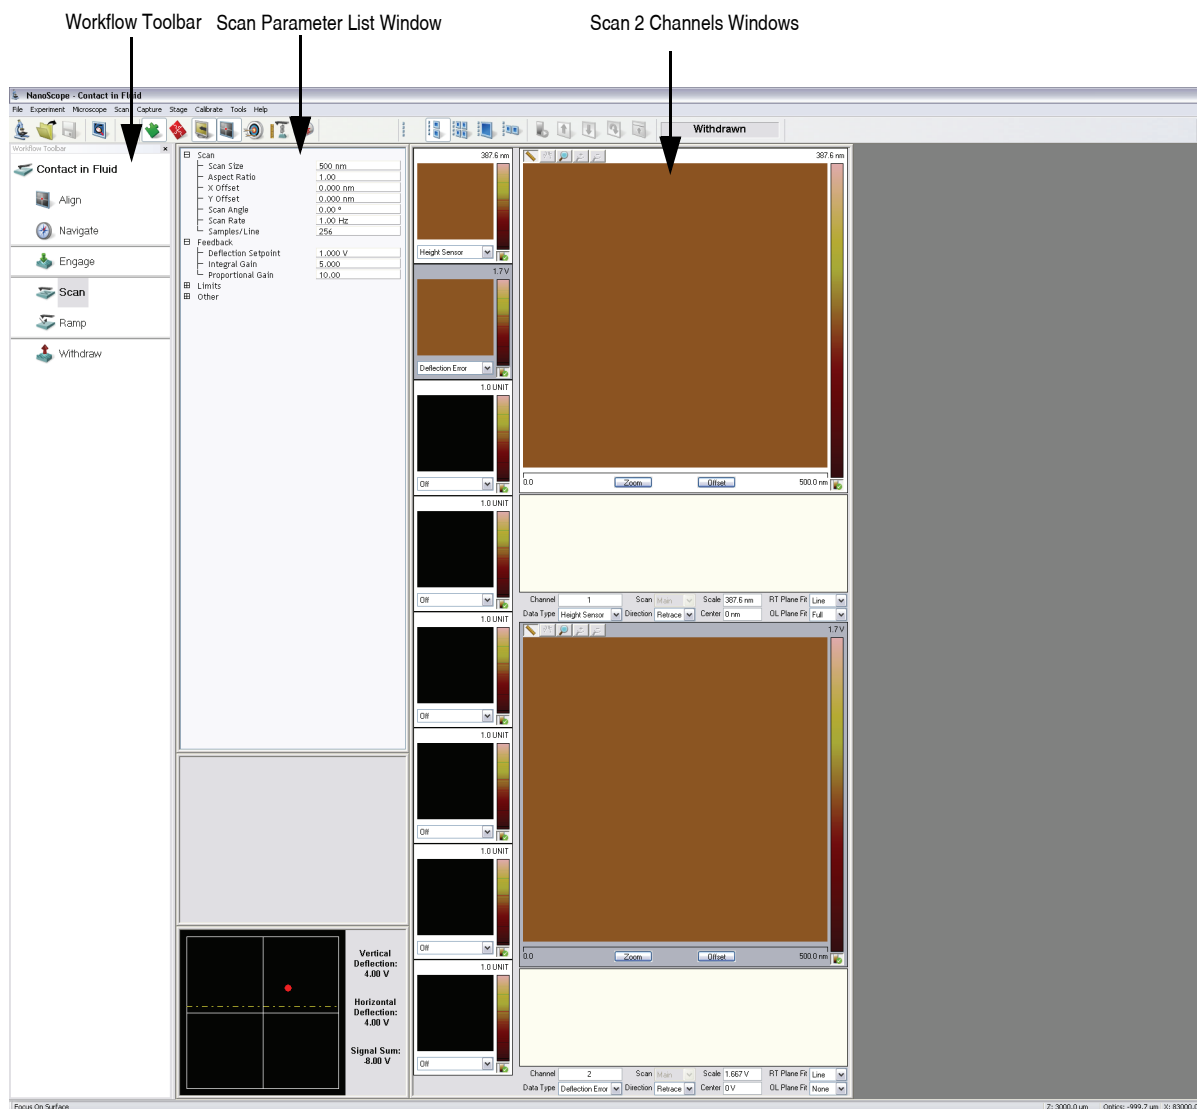 Workflow Toolbar Scan Parameter List Window Scan 2 Channels Windows
NanoScope - Contact in Fluid
File Experiment Microscope Scan Capture Stage Calibrate Tools Help
Withdrawn
Workflow Toolbar
Contact in Fluid
Align
Navigate
Engage
Scan
Ramp
Withdraw
Scan
Scan Size 500 nm
Aspect Ratio 1.00
X Offset 0.000 nm
Y Offset 0.000 nm
Scan Angle 0.00 °
Scan Rate 1.00 Hz
Samples/Line 256
Feedback
Deflection Setpoint 1.000 V
Integral Gain 5.000
Proportional Gain 10.00
Limits
Other
Vertical
Deflection:
4.00 V
Horizontal
Deflection:
4.00 V
Signal Sum:
-8.00 V
387.6 nm
Height Sensor
1.7 V
Deflection Error
1.0 UNIT
Off
1.0 UNIT
Off
1.0 UNIT
Off
1.0 UNIT
Off
1.0 UNIT
Off
1.0 UNIT
Off
387.6 nm
0.0 Zoom Offset 500.0 nm
Channel 1 Scan Main Scale 387.6 nm RT Plane Fit Line
Data Type Height Sensor Direction Retrace Center 0 nm OL Plane Fit Full
1.7 V
0.0 Zoom Offset 500.0 nm
Channel 2 Scan Main Scale 1.667 V RT Plane Fit Line
Data Type Deflection Error Direction Retrace Center 0 V OL Plane Fit None
Focus On Surface Z: 3000.0 um Optics: -999.7 um X: 83000.0